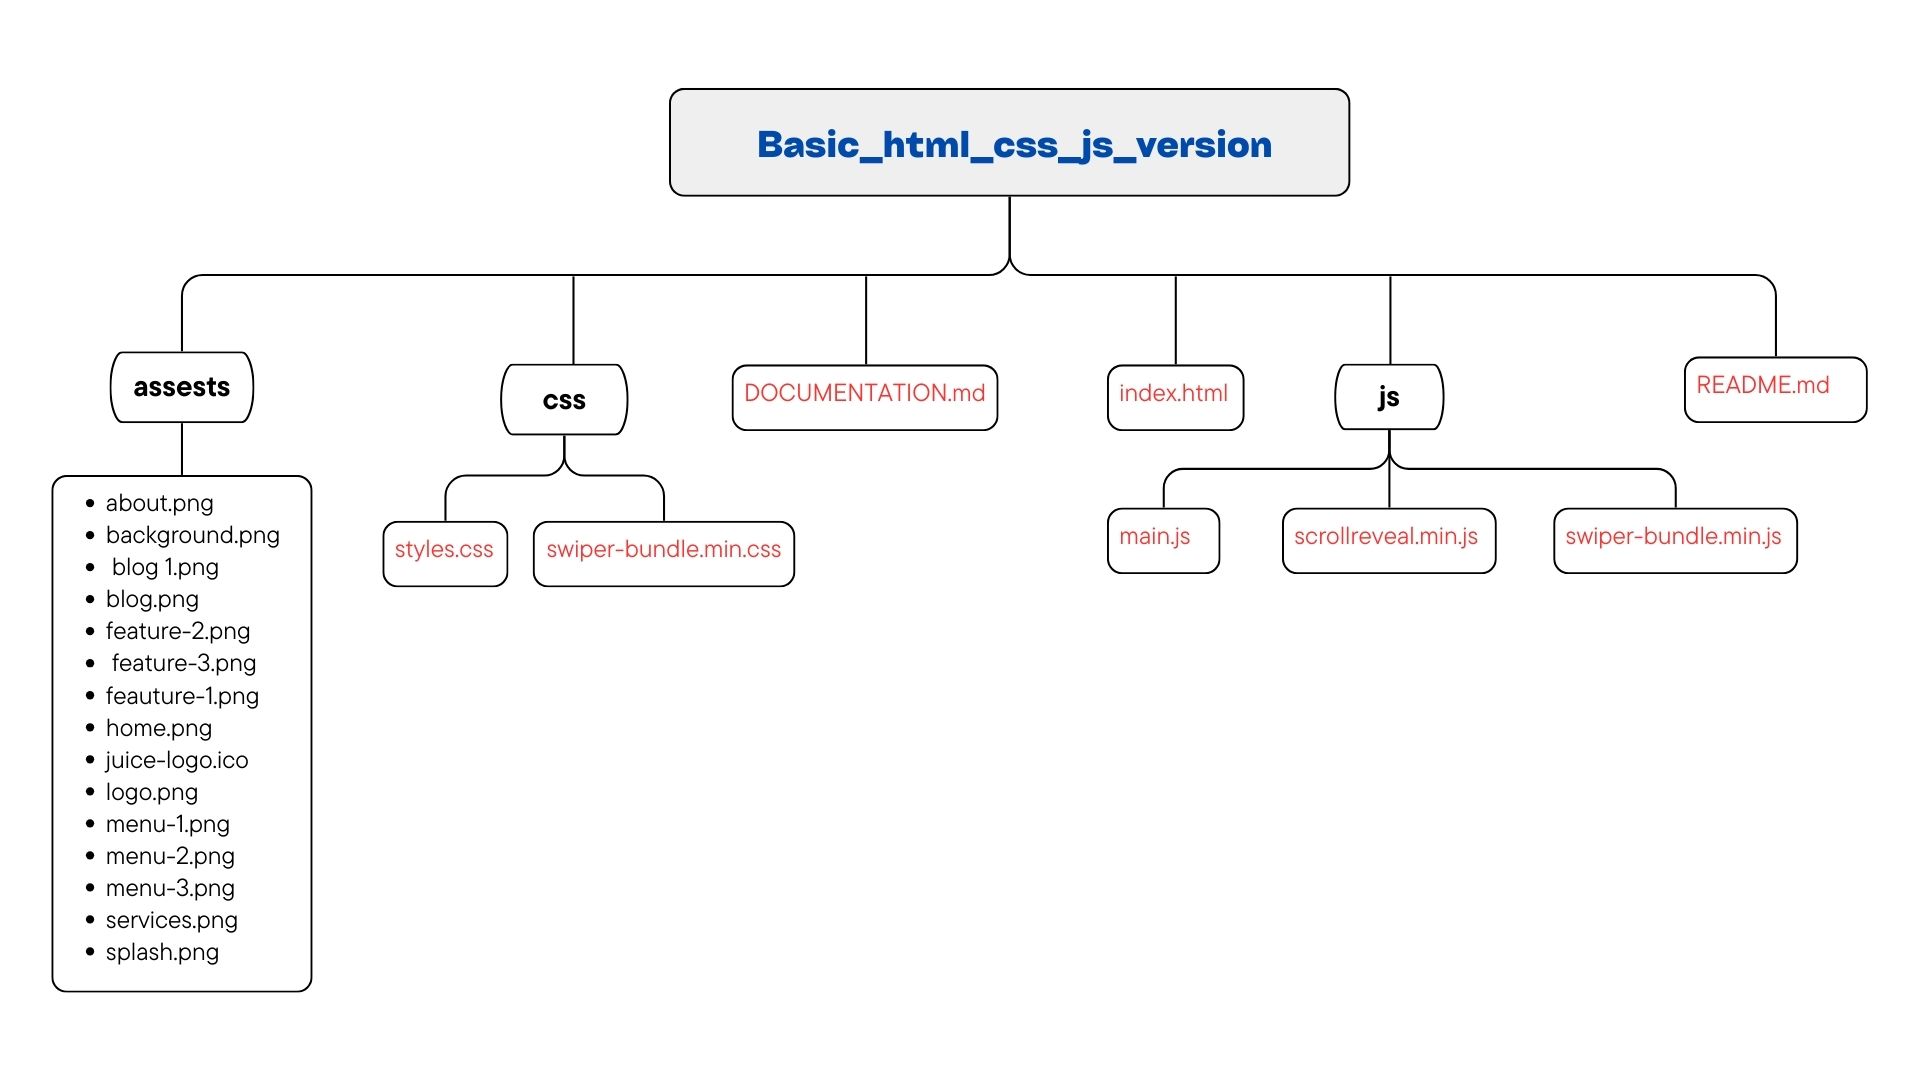 Basic_html_css_js_version
assests
css
DOCUMENTATION.md
index.html
js
README.md
• about.png
• background.png
• blog 1.png
• blog.png
• feature-2.png
• feature-3.png
• feauture-1.png
• home.png
• juice-logo.ico
• logo.png
• menu-1.png
• menu-2.png
• menu-3.png
• services.png
• splash.png
styles.css
swiper-bundle.min.css
main.js
scrollreveal.min.js
swiper-bundle.min.js